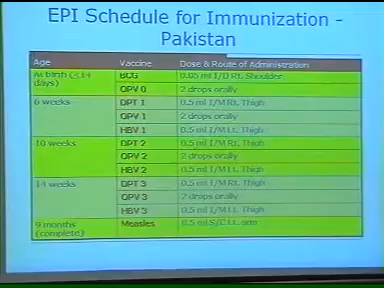 EPI Schedule for Immunization -
Pakistan
Age Vaccine Dose & Route of Administration
At birth (≤14 days) BCG 0.05 ml I/D Rt. Shoulder
OPV 0 2 drops orally
6 weeks DPT 1 0.5 ml I/M Rt. Thigh
OPV 1 2 drops orally
HBV 1 0.5 ml I/M Lt. Thigh
10 weeks DPT 2 0.5 ml I/M Rt. Thigh
OPV 2 2 drops orally
HBV 2 0.5 ml I/M Lt. Thigh
14 weeks DPT 3 0.5 ml I/M Rt. Thigh
OPV 3 2 drops orally
HBV 3 0.5 ml I/M Lt. Thigh
9 months (complete) Measles 0.5 ml S/C Lt. arm